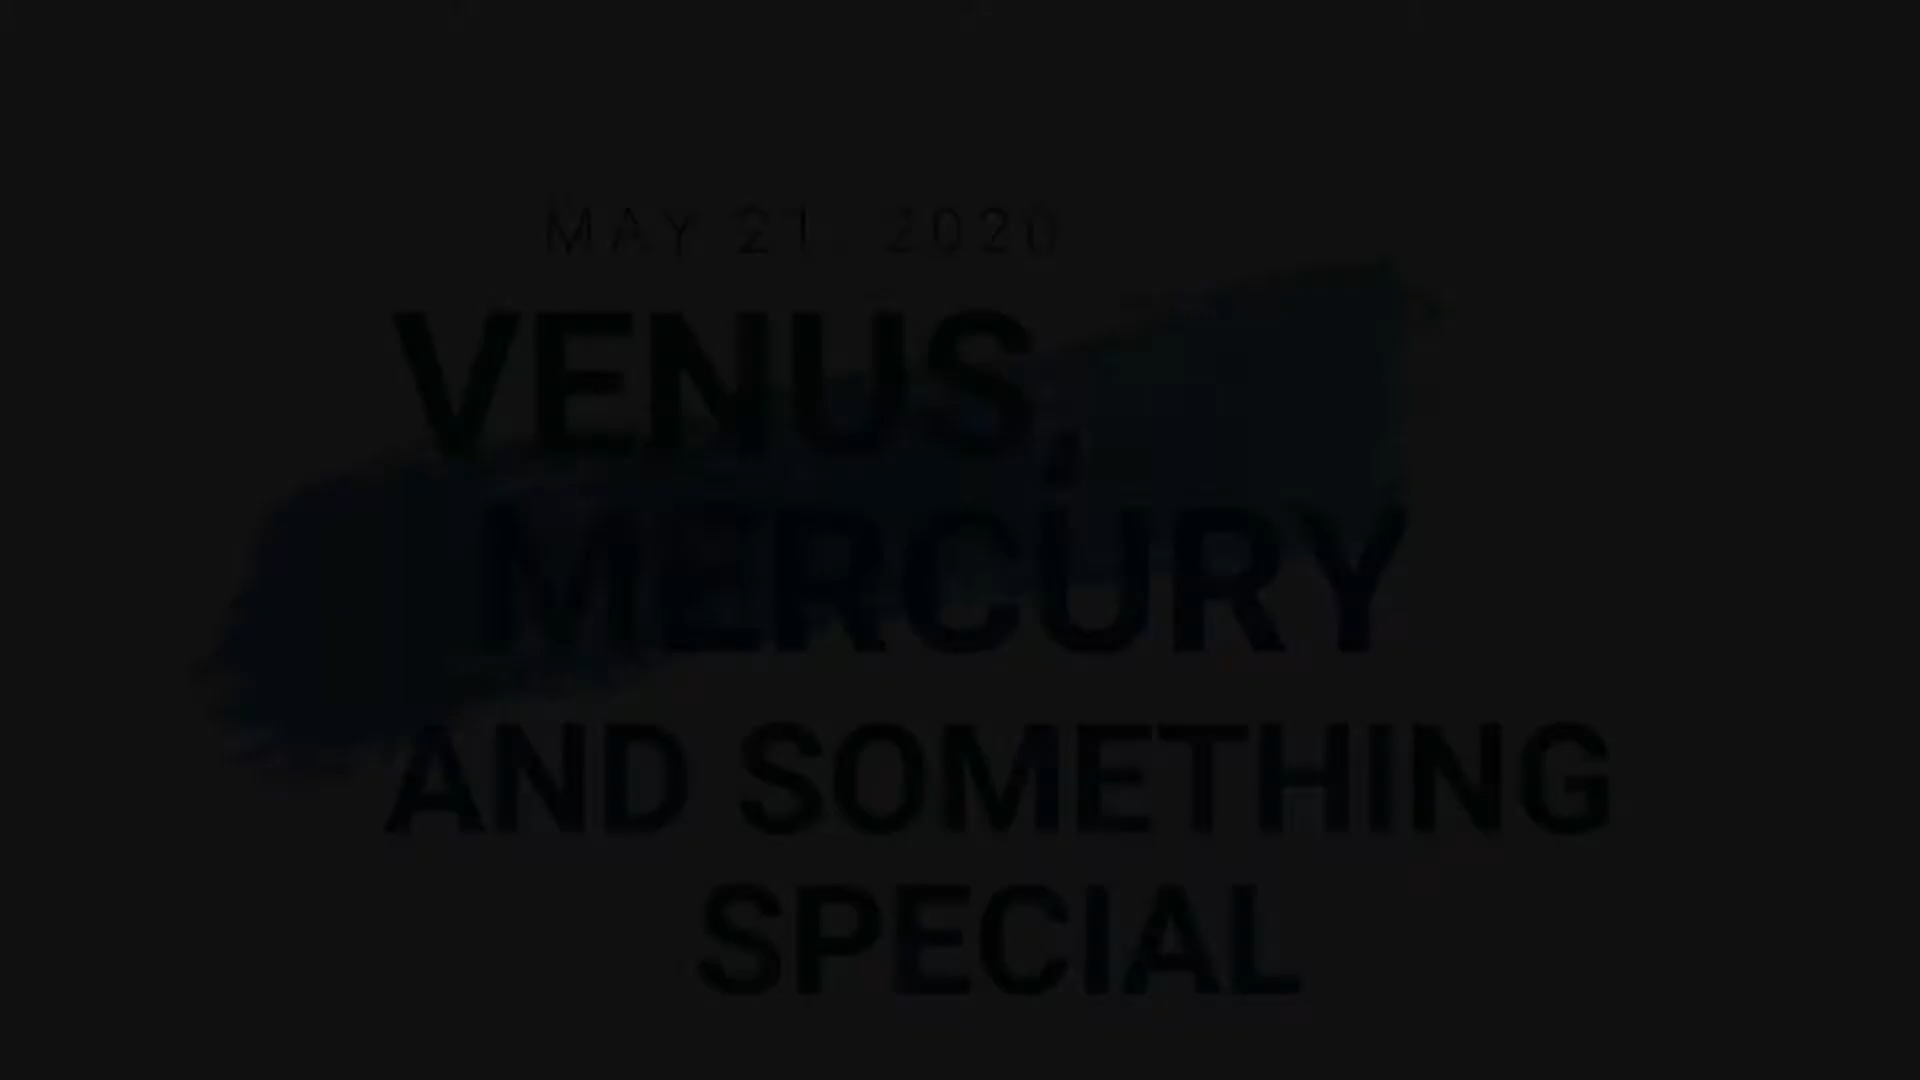 MAY 21, 2020
VENUS,
MERCURY
AND SOMETHING
SPECIAL